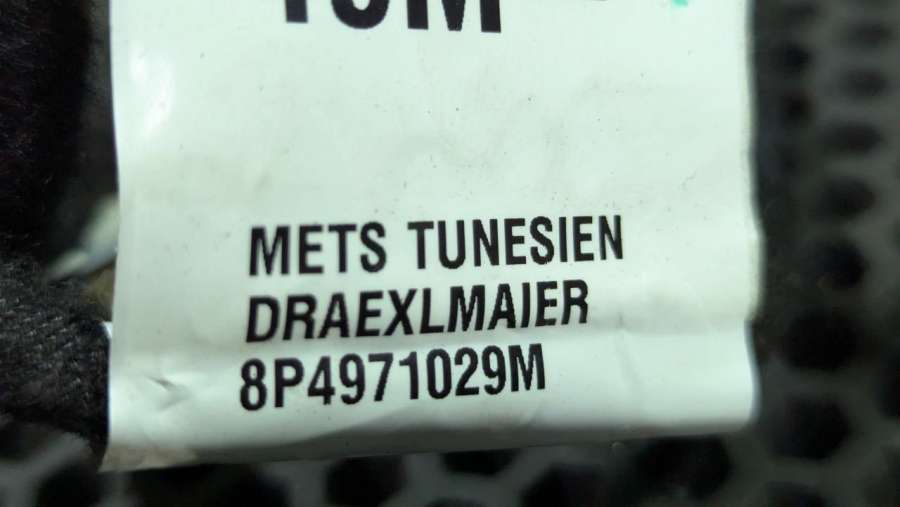 METS TUNESIEN
DRAEXLMAIER
8P4971029M